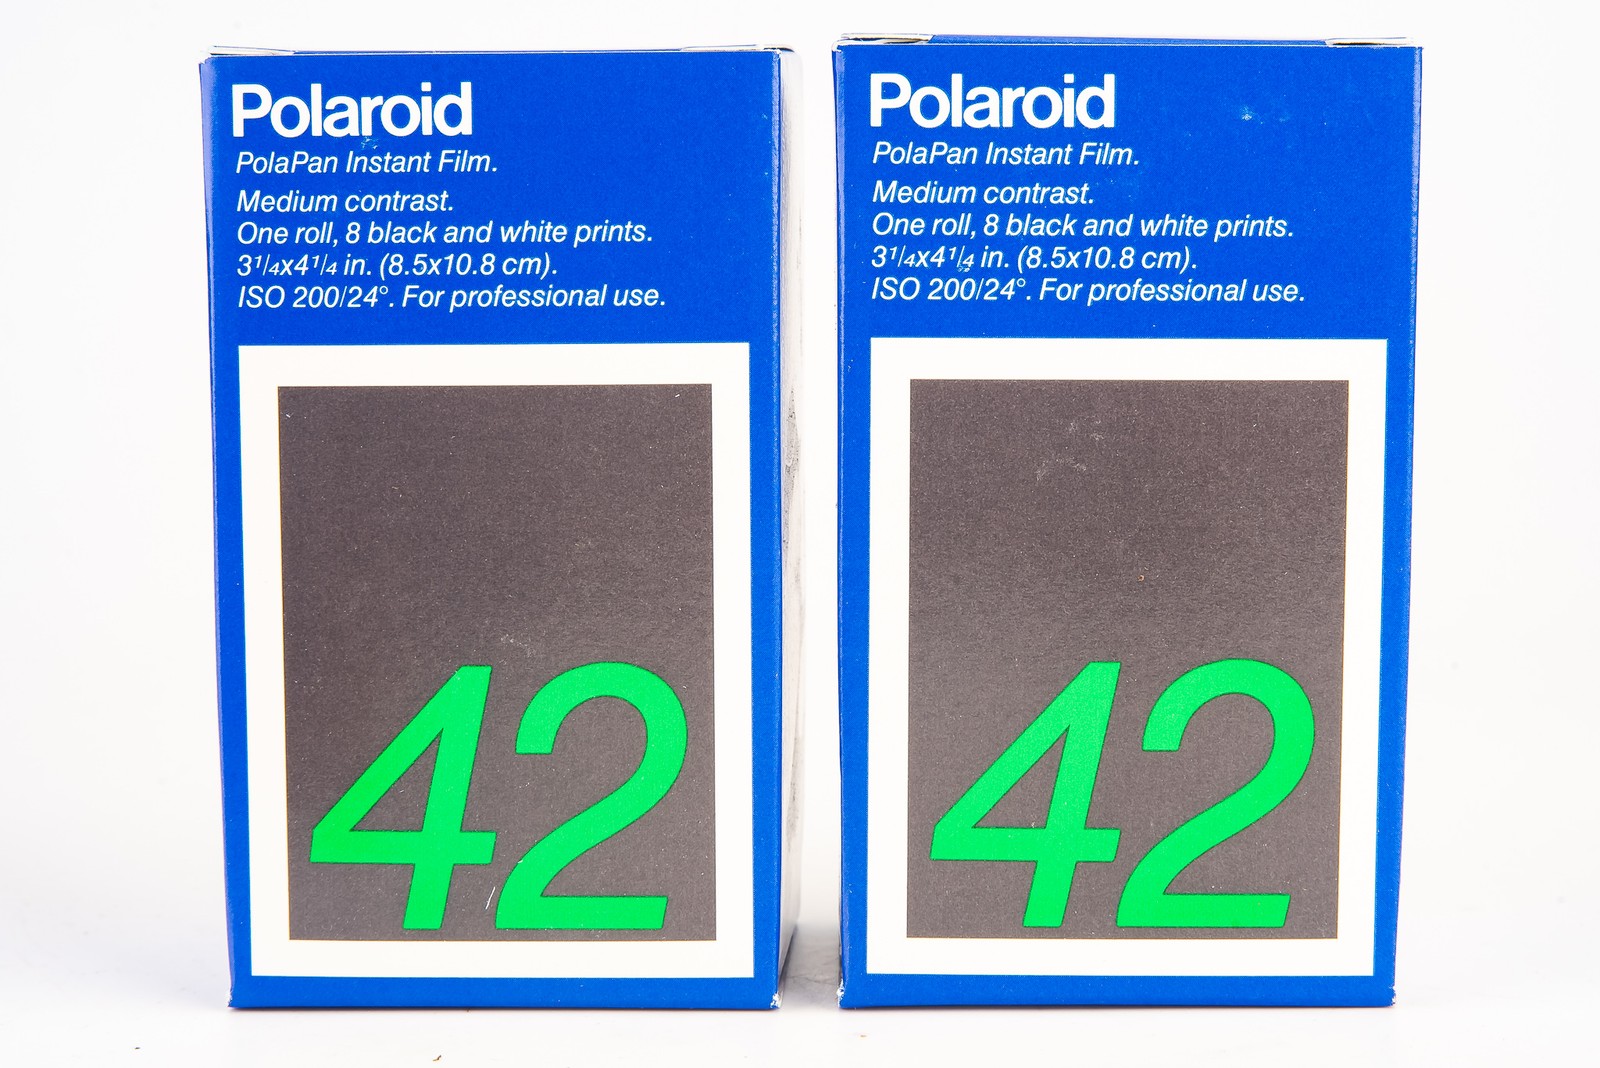 Polaroid
PolaPan Instant Film.
Medium contrast.
One roll, 8 black and white prints.
3¹/₄x4¹/₄ in. (8.5x10.8 cm).
ISO 200/24°. For professional use.
42
Polaroid
PolaPan Instant Film.
Medium contrast.
One roll, 8 black and white prints.
3¹/₄x4¹/₄ in. (8.5x10.8 cm).
ISO 200/24°. For professional use.
42